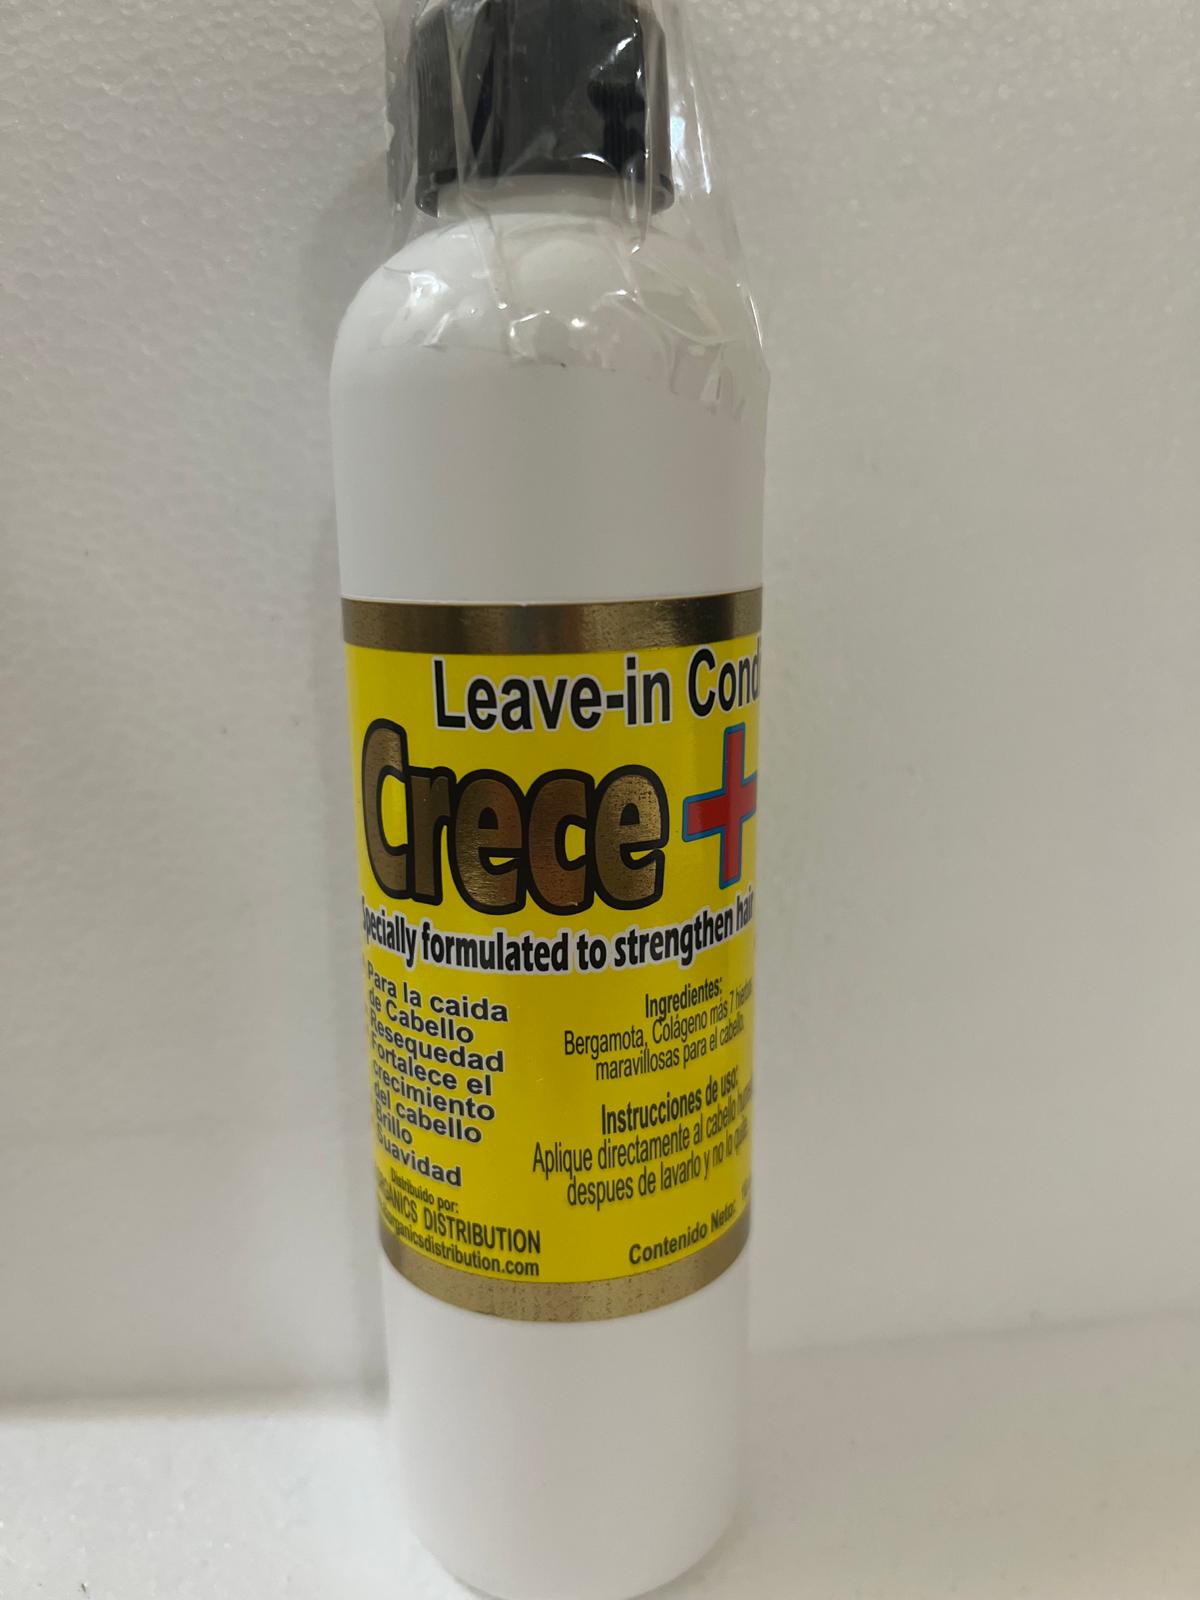 Leave-in Cond
Crece +
Specially formulated to strengthen hair
Para la caida
de Cabello
Resequedad
Fortalece el
crecimiento
del cabello
Brillo
Suavidad
Distribuido por:
ORGANICS DISTRIBUTION
organicsdistribution.com
Ingredientes:
Bergamota, Colágeno más 7
maravillosas para el cabello.
Instrucciones de uso:
Aplique directamente al cabello
despues de lavarlo y no lo
Contenido Neto: